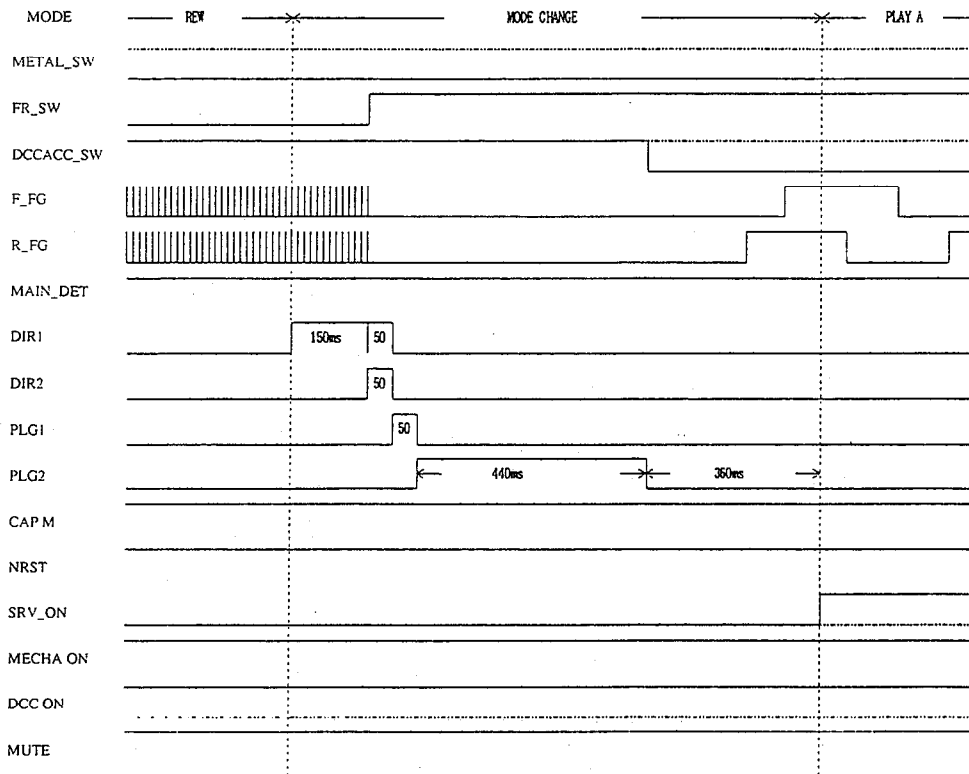 MODE REW MODE CHANGE PLAY A
METAL_SW
FR_SW
DCCACC_SW
F_FG
R_FG
MAIN_DET
DIR1 150ms 50
DIR2 50
PLG1 50
PLG2 440ms 360ms
CAP M
NRST
SRV_ON
MECHA ON
DCC ON
MUTE